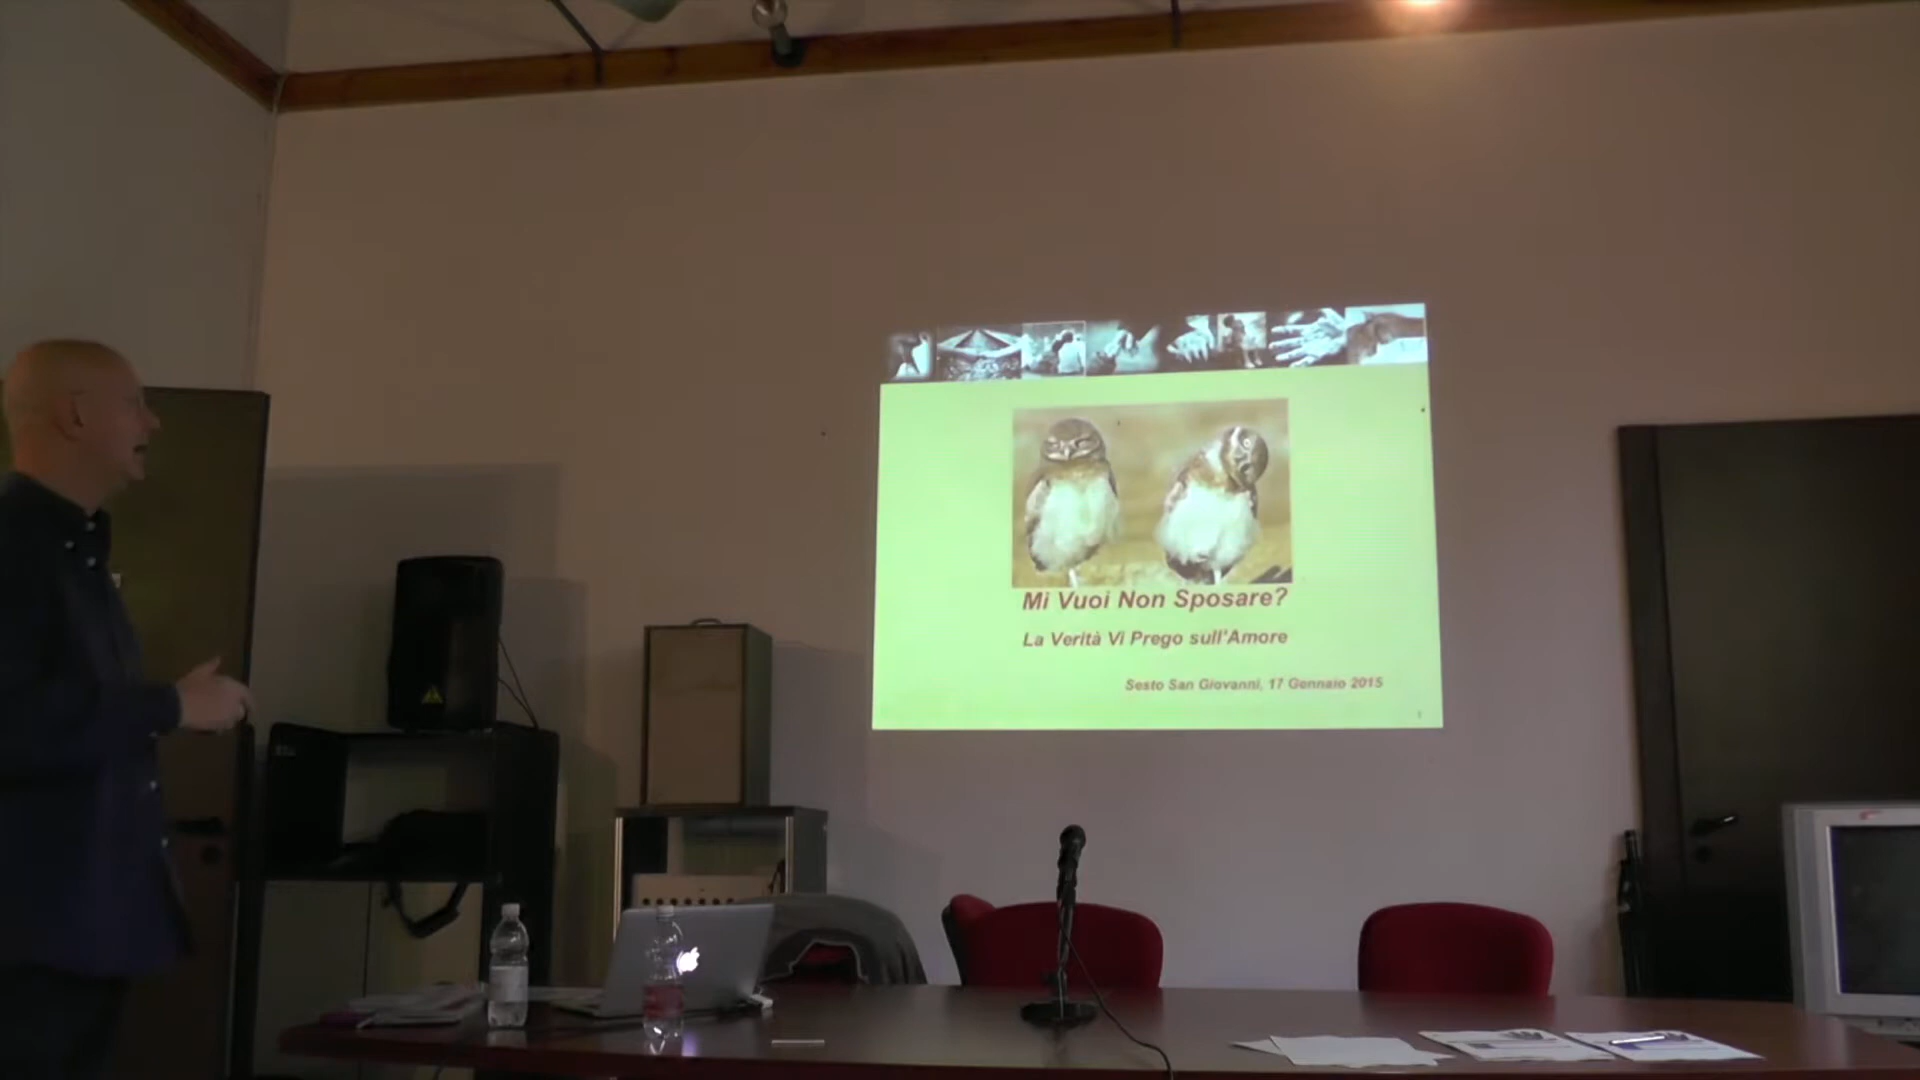 Mi Vuoi Non Sposare?
La Verità Vi Prego sull'Amore
Sesto San Giovanni, 17 Gennaio 2015